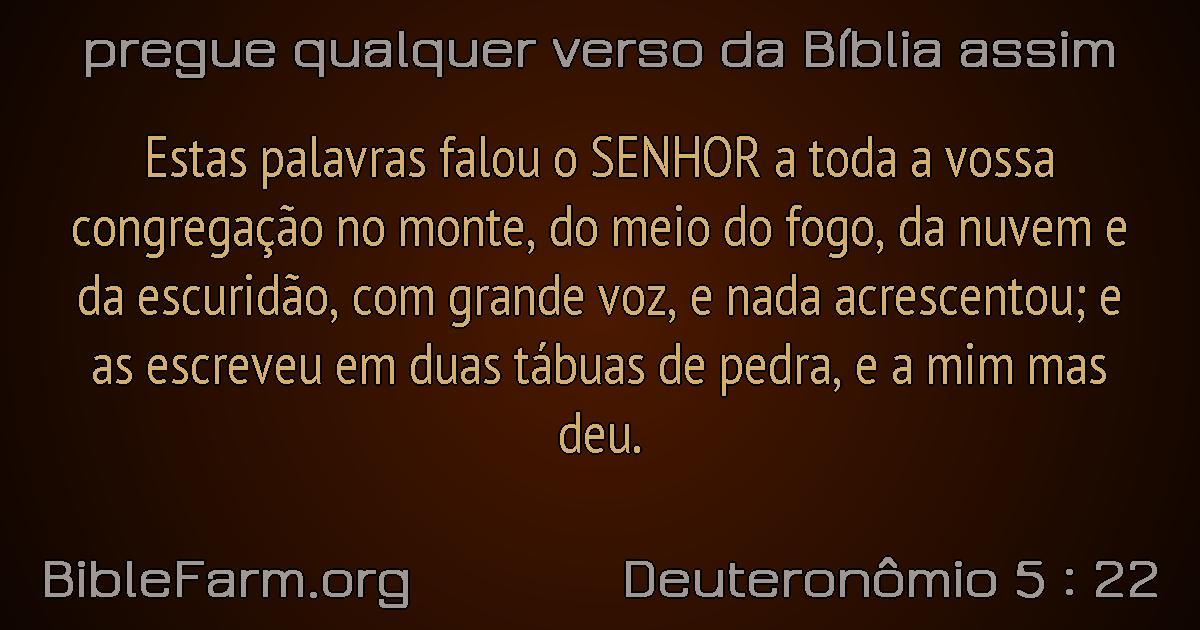 pregue qualquer verso da Bíblia assim
Estas palavras falou o SENHOR a toda a vossa
congregação no monte, do meio do fogo, da nuvem e
da escuridão, com grande voz, e nada acrescentou; e
as escreveu em duas tábuas de pedra, e a mim mas
deu.
BibleFarm.org
Deuteronômio 5 : 22